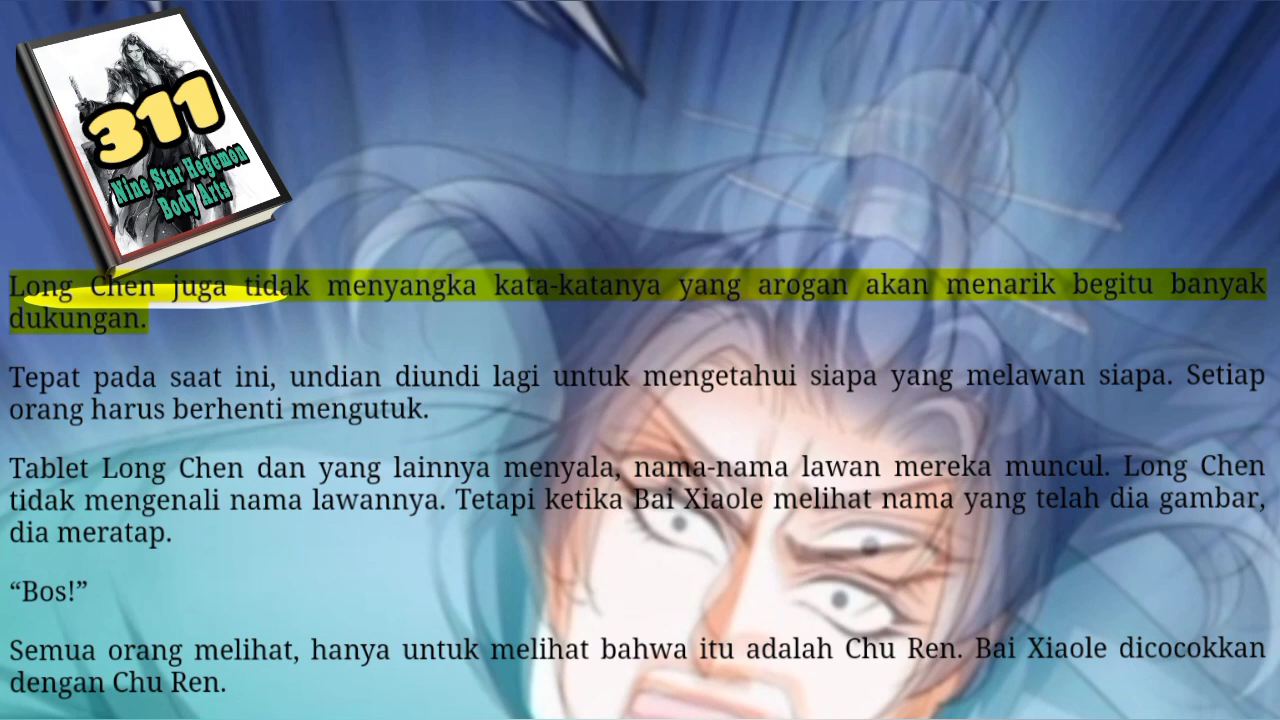 311
Nine Star Hegemon
Body Arts
Long Chen juga tidak menyangka kata-katanya yang arogan akan menarik begitu banyak
dukungan.
Tepat pada saat ini, undian diundi lagi untuk mengetahui siapa yang melawan siapa. Setiap
orang harus berhenti mengutuk.
Tablet Long Chen dan yang lainnya menyala, nama-nama lawan mereka muncul. Long Chen
tidak mengenali nama lawannya. Tetapi ketika Bai Xiaole melihat nama yang telah dia gambar,
dia meratap.
“Bos!”
Semua orang melihat, hanya untuk melihat bahwa itu adalah Chu Ren. Bai Xiaole dicocokkan
dengan Chu Ren.